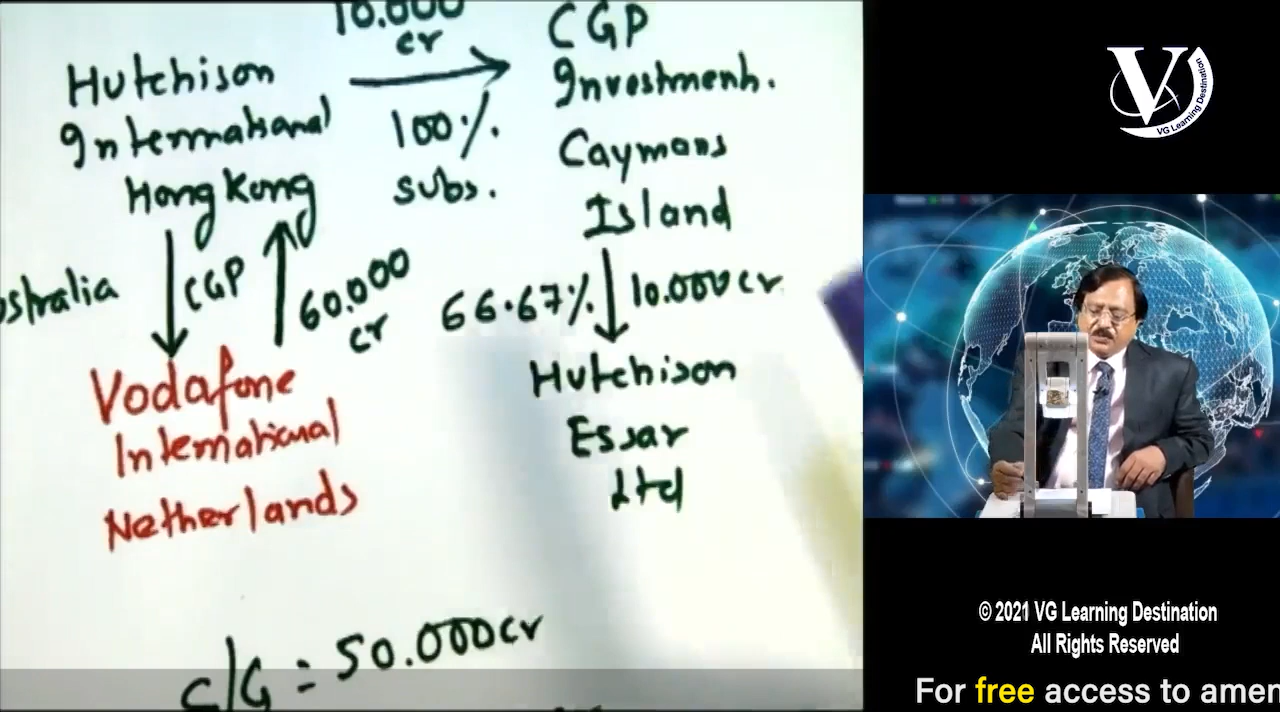 10.000
cr
CGP
Investment.
Caymans
Island
Hutchison
International
Hong Kong
100%
subs.
CGP
60.000
cr
66.67%
10.000 cr
Vodafone
International
Netherlands
Hutchison
Essar
Ltd
C/G = 50.000 cr
V
VG Learning Destination
© 2021 VG Learning Destination
All Rights Reserved
For free access to amen